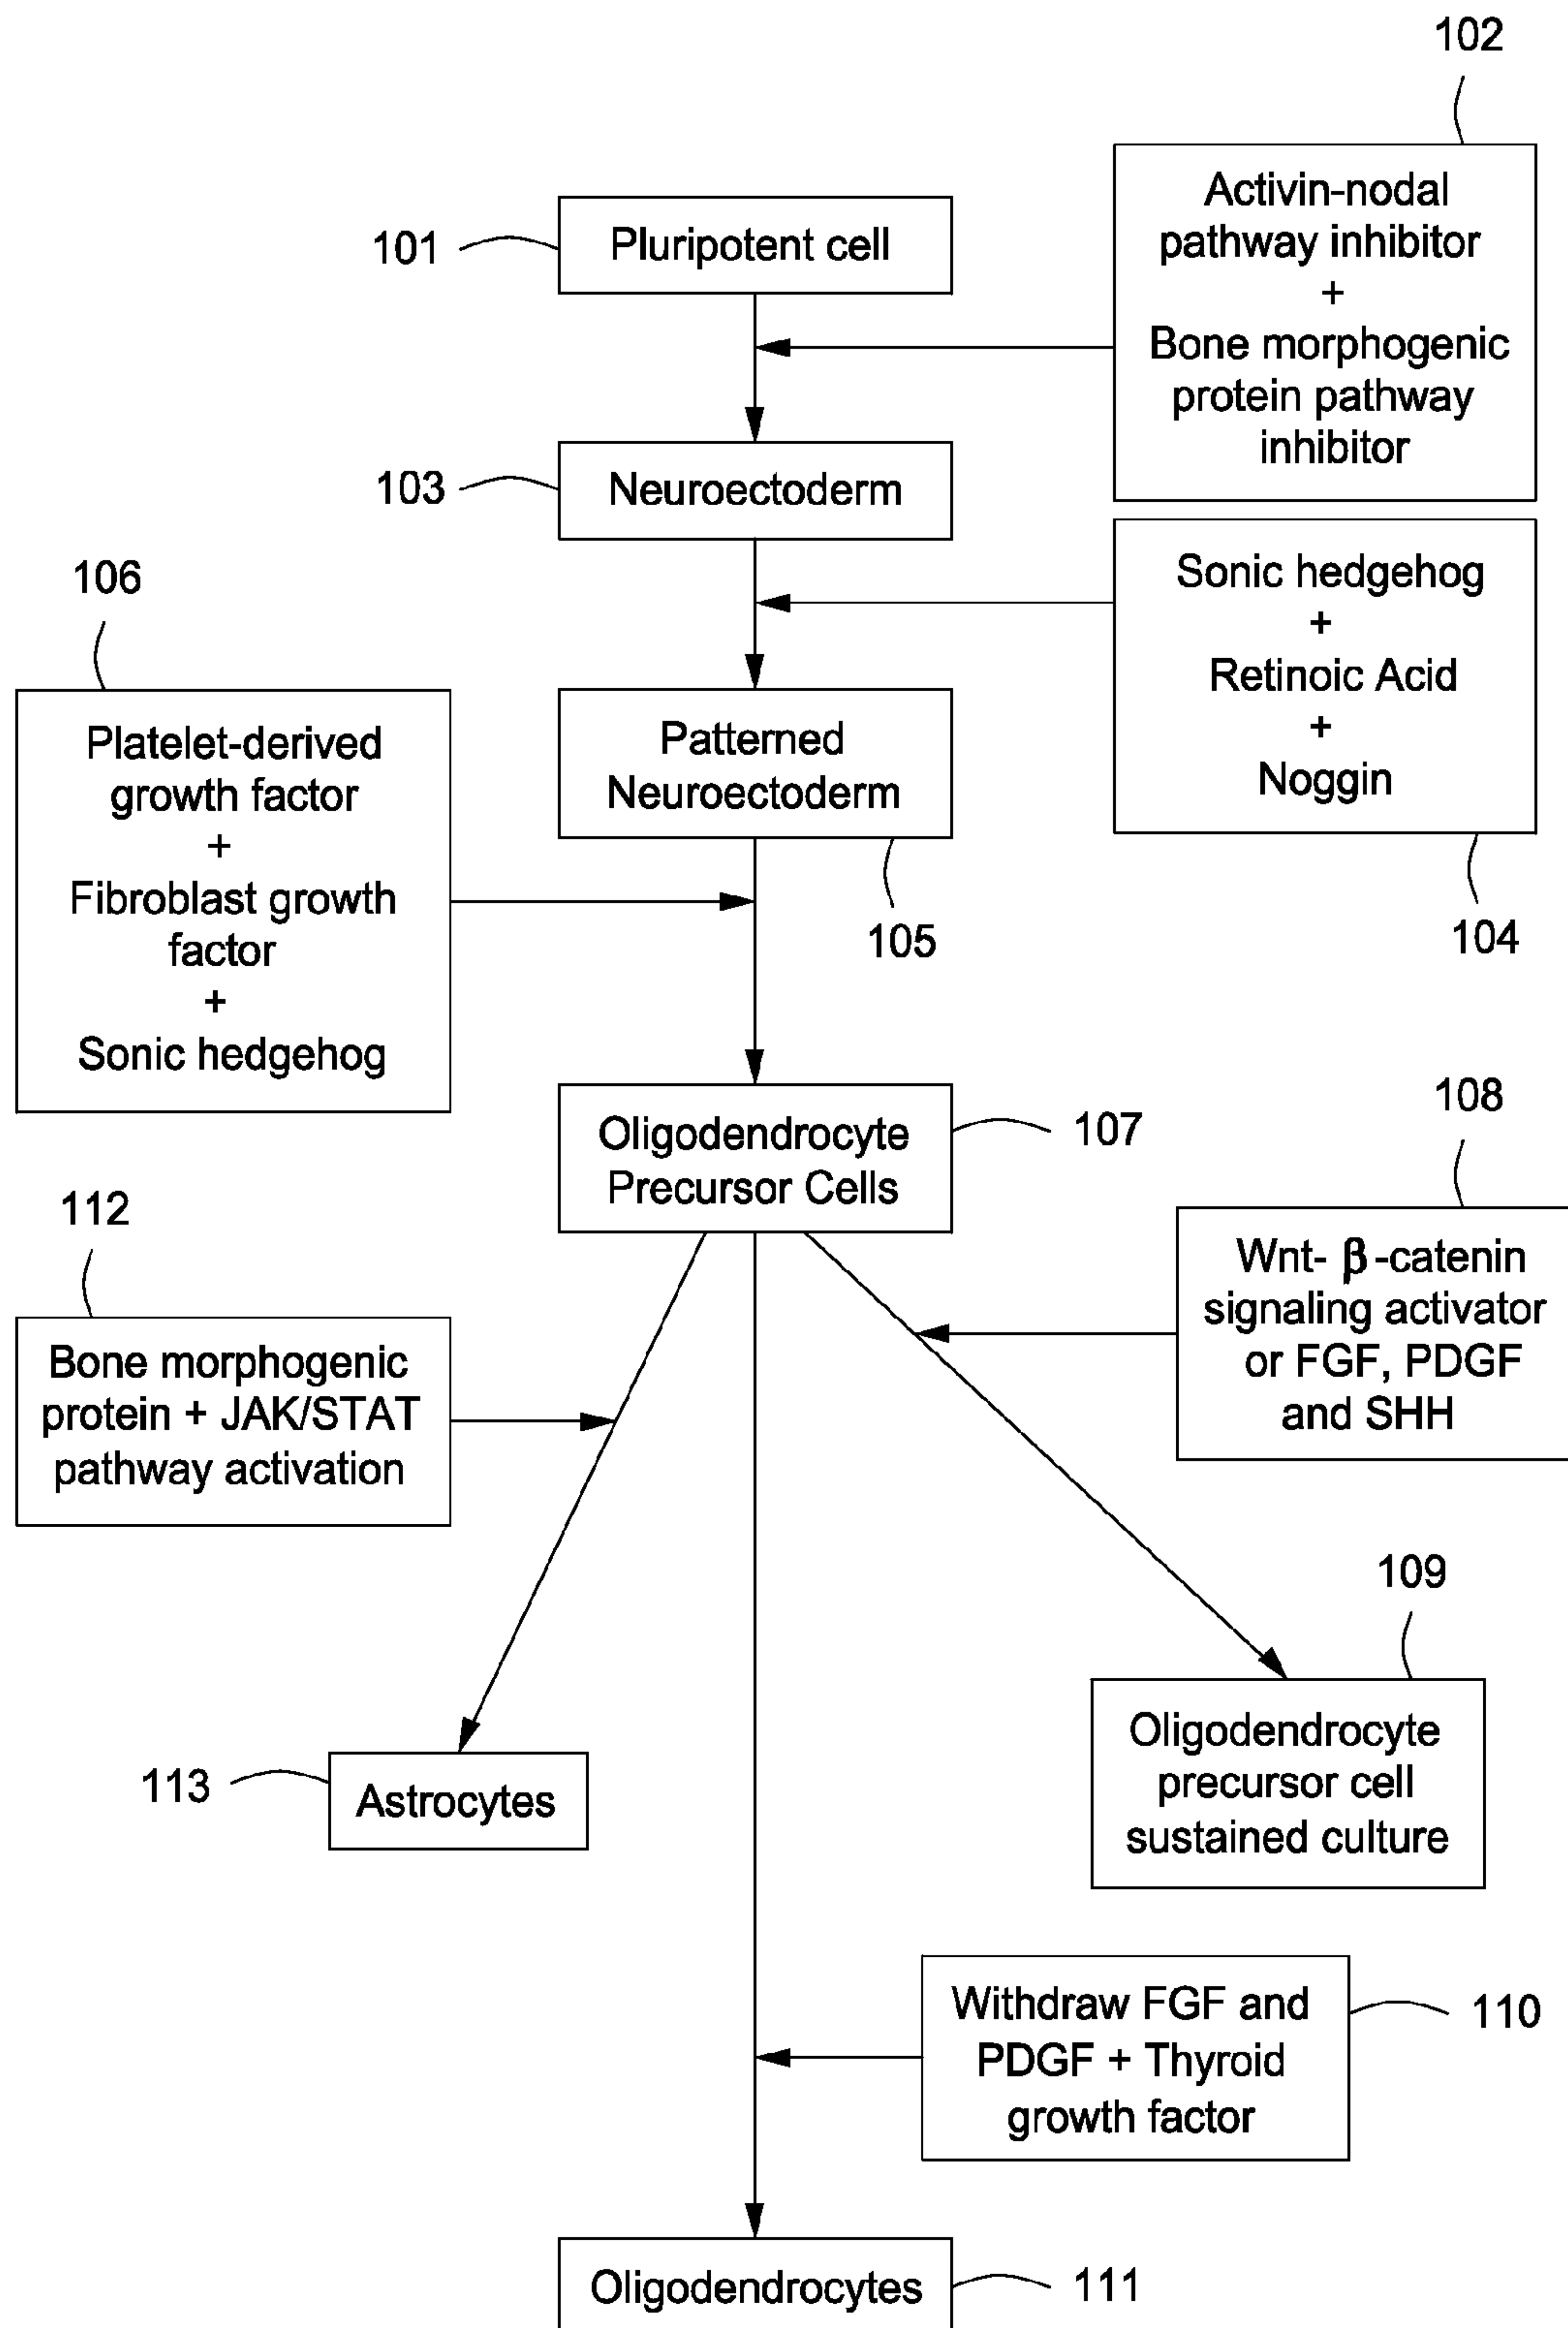 102
Activin-nodal
pathway inhibitor
+
Bone morphogenic
protein pathway
inhibitor
101
Pluripotent cell
103
Neuroectoderm
Sonic hedgehog
+
Retinoic Acid
+
Noggin
104
106
Platelet-derived
growth factor
+
Fibroblast growth
factor
+
Sonic hedgehog
Patterned
Neuroectoderm
105
Oligodendrocyte
Precursor Cells
107
108
Wnt- β -catenin
signaling activator
or FGF, PDGF
and SHH
112
Bone morphogenic
protein + JAK/STAT
pathway activation
109
Oligodendrocyte
precursor cell
sustained culture
113
Astrocytes
Withdraw FGF and
PDGF + Thyroid
growth factor
110
Oligodendrocytes
111